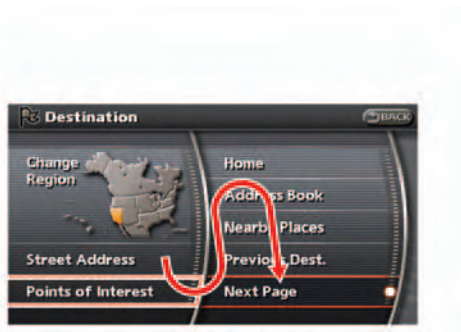 Destination
BACK
Change
Region
Street Address
Points of Interest
Home
Address Book
Nearby Places
Previous Dest.
Next Page